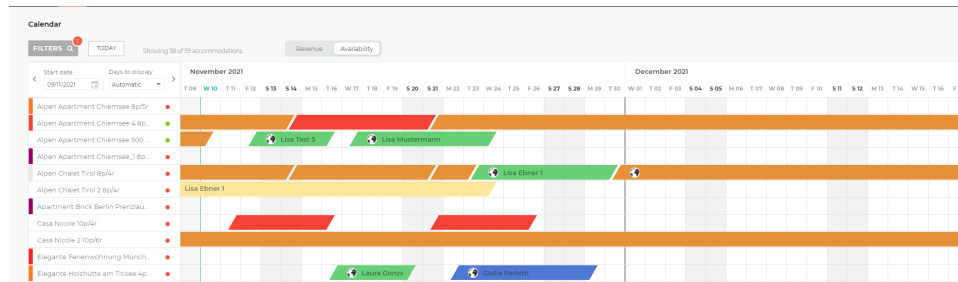 Calendar
FILTERS 1 TODAY Showing 38 of 59 accommodations Revenue Availability
Start date Days to display November 2021 December 2021
09/11/2021 Automatic T 09 W 10 T 11 F 12 S 13 S 14 M 15 T 16 W 17 T 18 F 19 S 20 S 21 M 22 T 23 W 24 T 25 F 26 S 27 S 28 M 29 T 30 W 01 T 02 F 03 S 04 S 05 M 06 T 07 W 08 T 09 F 10 S 11 S 12 M 13 T 14 W 15 T 16 F
Alpen Apartment Chiemsee 8p/5r
Alpen Apartment Chiemsee 4 8p...
Alpen Apartment Chiemsee 500 ... Lisa Test 5 Lisa Mustermann
Alpen Apartment Chiemsee_1 8p...
Alpen Chalet Tirol 8p/4r Lisa Ebner 1
Alpen Chalet Tirol 2 8p/4r Lisa Ebner 1
Apartment Brick Berlin Prenzlau...
Casa Nicole 10p/4r
Casa Nicole 2 10p/6r
Elegante Ferienwohnung Münch...
Elegante Holzhütte am Titisee 4p... Laura Gonza Giulia Pedetti